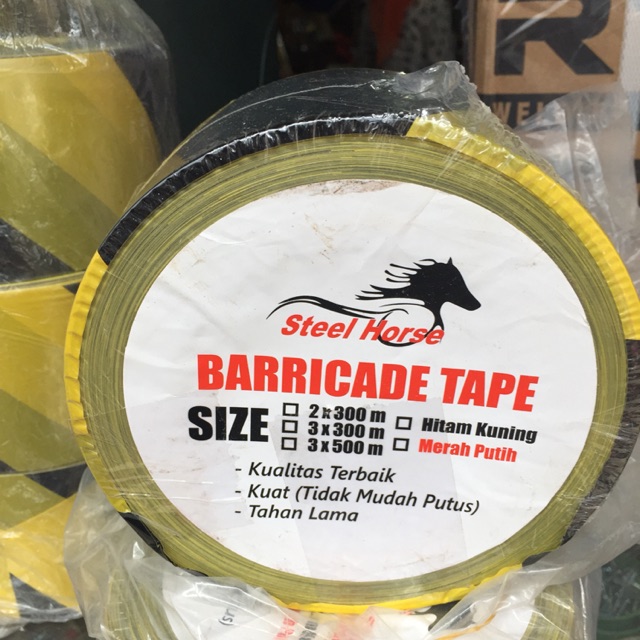 R
Steel Horse
BARRICADE TAPE
SIZE
2 x 300 m
3 x 300 m
3 x 500 m
Hitam Kuning
Merah Putih
- Kualitas Terbaik
- Kuat (Tidak Mudah Putus)
- Tahan Lama